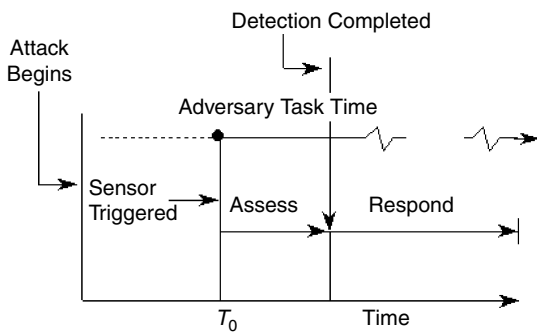 Detection Completed
Attack
Begins
Adversary Task Time
Sensor
Triggered
Assess
Respond
T0
Time